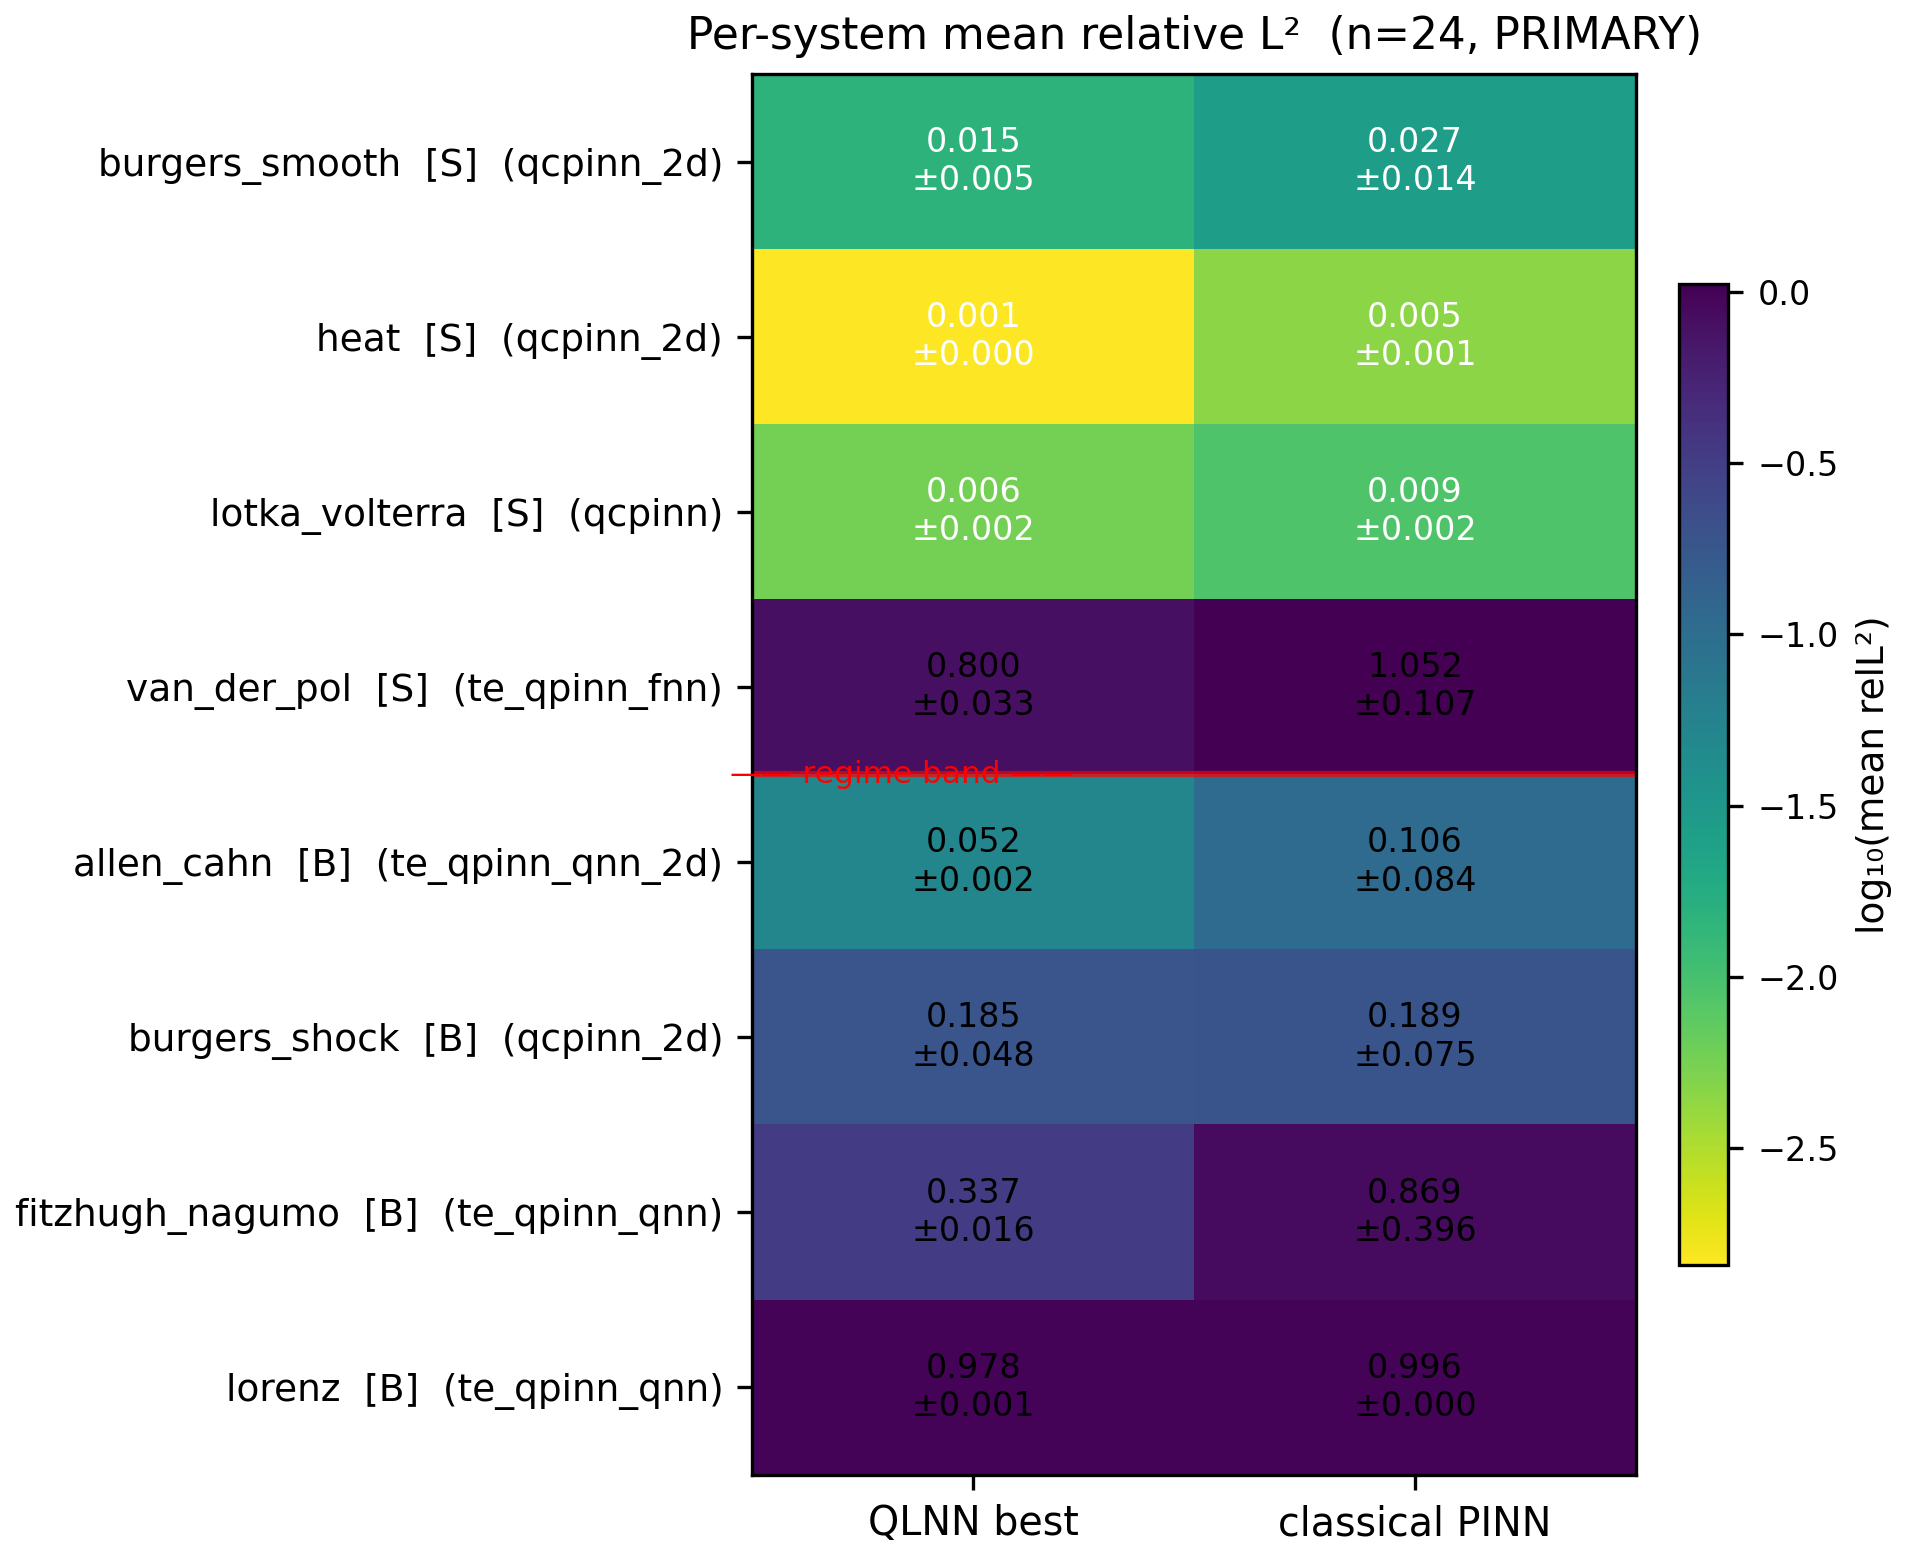 Per-system mean relative L² (n=24, PRIMARY)
burgers_smooth [S] (qcpinn_2d)
0.015
±0.005
0.027
±0.014
heat [S] (qcpinn_2d)
0.001
±0.000
0.005
±0.001
lotka_volterra [S] (qcpinn)
0.006
±0.002
0.009
±0.002
van_der_pol [S] (te_qpinn_fnn)
0.800
±0.033
1.052
±0.107
regime band
allen_cahn [B] (te_qpinn_qnn_2d)
0.052
±0.002
0.106
±0.084
burgers_shock [B] (qcpinn_2d)
0.185
±0.048
0.189
±0.075
fitzhugh_nagumo [B] (te_qpinn_qnn)
0.337
±0.016
0.869
±0.396
lorenz [B] (te_qpinn_qnn)
0.978
±0.001
0.996
±0.000
QLNN best
classical PINN
0.0
−0.5
−1.0
−1.5
−2.0
−2.5
log₁₀(mean relL²)